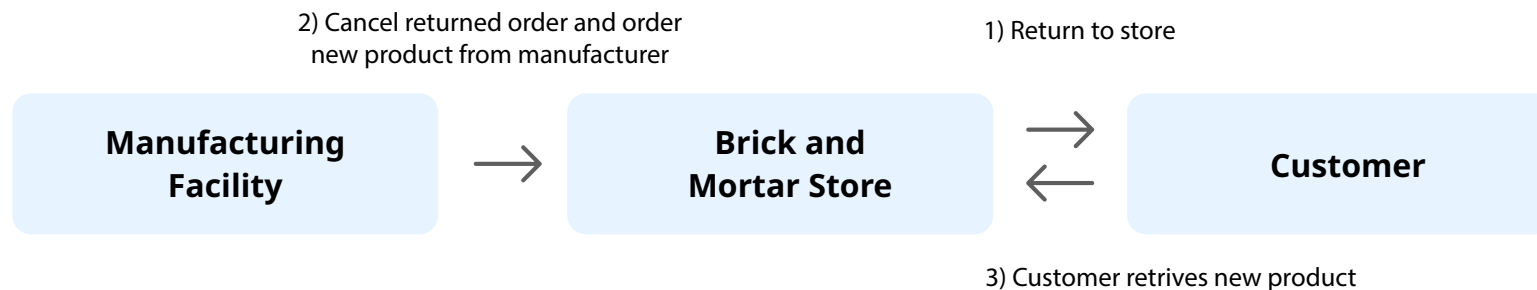 2) Cancel returned order and order
new product from manufacturer
1) Return to store
Manufacturing
Facility
Brick and
Mortar Store
Customer
3) Customer retrives new product